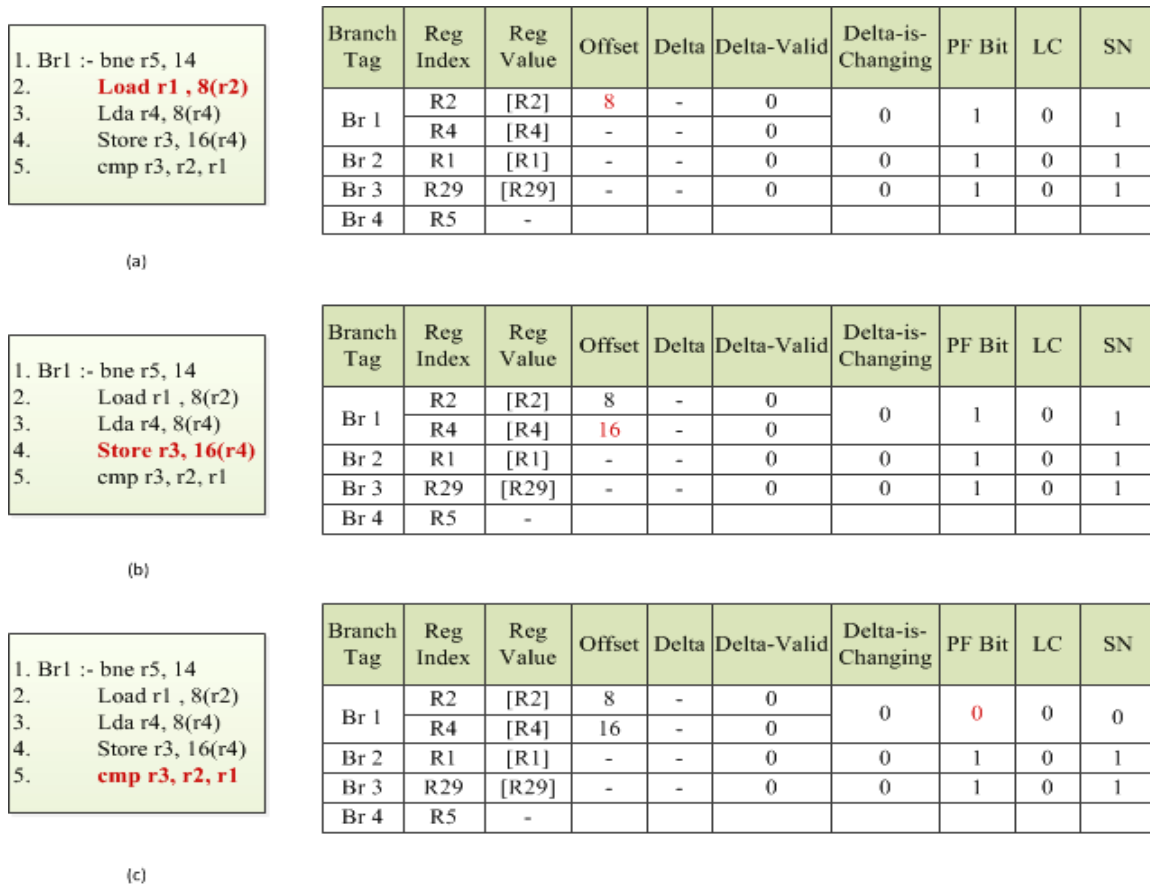 1. Br1 :- bne r5, 14
2. Load r1 , 8(r2)
3. Lda r4, 8(r4)
4. Store r3, 16(r4)
5. cmp r3, r2, r1
Branch Tag Reg Index Reg Value Offset Delta Delta-Valid Delta-is-Changing PF Bit LC SN
Br 1 R2 [R2] 8 - 0 0 1 0 1
R4 [R4] - - 0
Br 2 R1 [R1] - - 0 0 1 0 1
Br 3 R29 [R29] - - 0 0 1 0 1
Br 4 R5 -
(a)
1. Br1 :- bne r5, 14
2. Load r1 , 8(r2)
3. Lda r4, 8(r4)
4. Store r3, 16(r4)
5. cmp r3, r2, r1
Branch Tag Reg Index Reg Value Offset Delta Delta-Valid Delta-is-Changing PF Bit LC SN
Br 1 R2 [R2] 8 - 0 0 1 0 1
R4 [R4] 16 - 0
Br 2 R1 [R1] - - 0 0 1 0 1
Br 3 R29 [R29] - - 0 0 1 0 1
Br 4 R5 -
(b)
1. Br1 :- bne r5, 14
2. Load r1 , 8(r2)
3. Lda r4, 8(r4)
4. Store r3, 16(r4)
5. cmp r3, r2, r1
Branch Tag Reg Index Reg Value Offset Delta Delta-Valid Delta-is-Changing PF Bit LC SN
Br 1 R2 [R2] 8 - 0 0 0 0 0
R4 [R4] 16 - 0
Br 2 R1 [R1] - - 0 0 1 0 1
Br 3 R29 [R29] - - 0 0 1 0 1
Br 4 R5 -
(c)